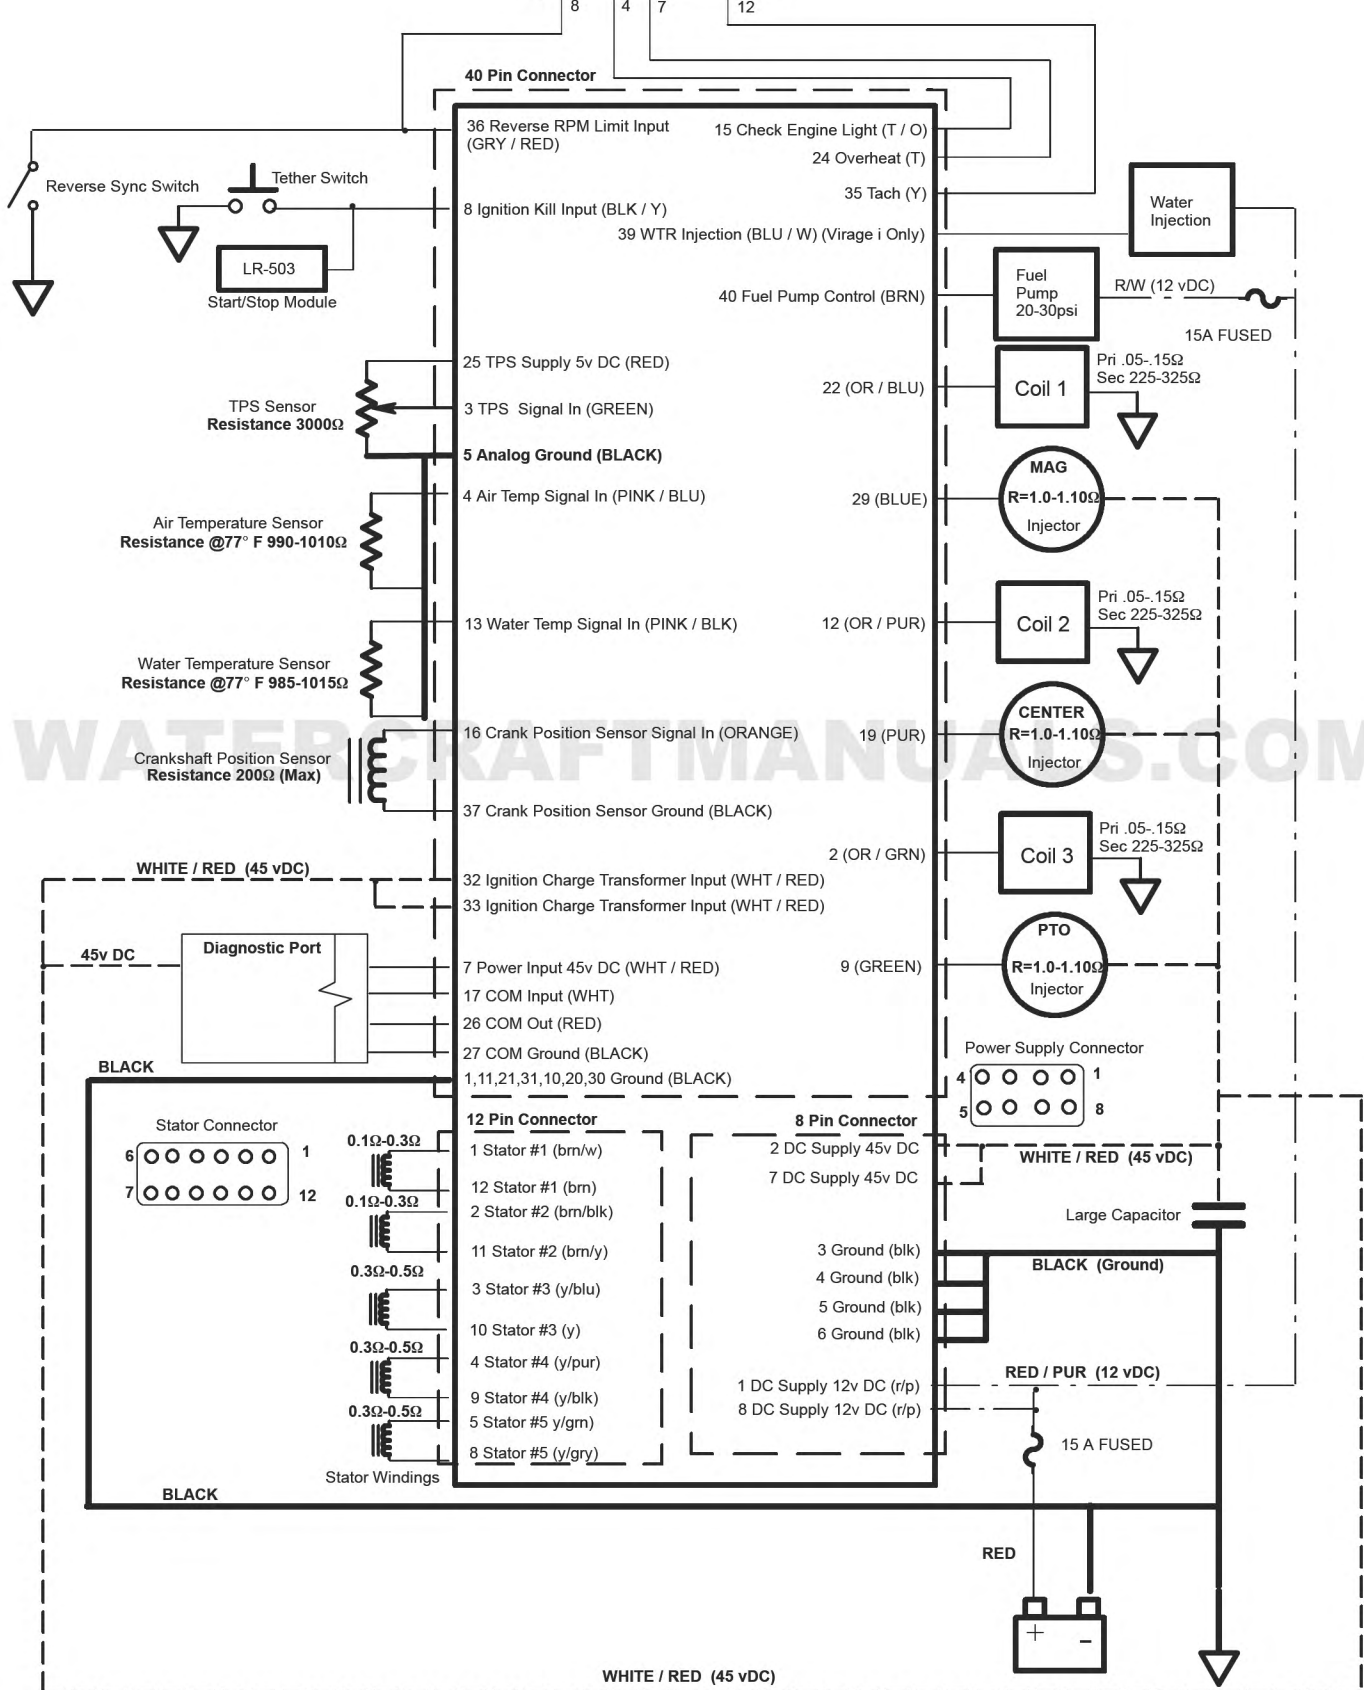 8 4 7 12
40 Pin Connector
36 Reverse RPM Limit Input
(GRY / RED)
15 Check Engine Light (T / O)
24 Overheat (T)
35 Tach (Y)
Reverse Sync Switch
Tether Switch
8 Ignition Kill Input (BLK / Y)
39 WTR Injection (BLU / W) (Virage i Only)
Water
Injection
LR-503
Start/Stop Module
40 Fuel Pump Control (BRN)
Fuel
Pump
20-30psi
R/W (12 vDC)
15A FUSED
25 TPS Supply 5v DC (RED)
TPS Sensor
Resistance 3000Ω
3 TPS Signal In (GREEN)
22 (OR / BLU)
Coil 1
Pri .05-.15Ω
Sec 225-325Ω
5 Analog Ground (BLACK)
4 Air Temp Signal In (PINK / BLU)
29 (BLUE)
MAG
R=1.0-1.10Ω
Injector
Air Temperature Sensor
Resistance @77° F 990-1010Ω
13 Water Temp Signal In (PINK / BLK)
12 (OR / PUR)
Coil 2
Pri .05-.15Ω
Sec 225-325Ω
Water Temperature Sensor
Resistance @77° F 985-1015Ω
WATERCRAFTMANUALS.COM
16 Crank Position Sensor Signal In (ORANGE)
19 (PUR)
CENTER
R=1.0-1.10Ω
Injector
Crankshaft Position Sensor
Resistance 200Ω (Max)
37 Crank Position Sensor Ground (BLACK)
2 (OR / GRN)
Coil 3
Pri .05-.15Ω
Sec 225-325Ω
WHITE / RED (45 vDC)
32 Ignition Charge Transformer Input (WHT / RED)
33 Ignition Charge Transformer Input (WHT / RED)
45v DC
Diagnostic Port
7 Power Input 45v DC (WHT / RED)
17 COM Input (WHT)
26 COM Out (RED)
27 COM Ground (BLACK)
9 (GREEN)
PTO
R=1.0-1.10Ω
Injector
BLACK
1,11,21,31,10,20,30 Ground (BLACK)
Power Supply Connector
4 1
5 8
Stator Connector
6 1
7 12
12 Pin Connector
8 Pin Connector
0.1Ω-0.3Ω
1 Stator #1 (brn/w)
12 Stator #1 (brn)
0.1Ω-0.3Ω
2 Stator #2 (brn/blk)
11 Stator #2 (brn/y)
0.3Ω-0.5Ω
3 Stator #3 (y/blu)
10 Stator #3 (y)
0.3Ω-0.5Ω
4 Stator #4 (y/pur)
9 Stator #4 (y/blk)
0.3Ω-0.5Ω
5 Stator #5 y/grn)
8 Stator #5 (y/gry)
Stator Windings
2 DC Supply 45v DC
7 DC Supply 45v DC
WHITE / RED (45 vDC)
Large Capacitor
3 Ground (blk)
4 Ground (blk)
5 Ground (blk)
6 Ground (blk)
BLACK (Ground)
RED / PUR (12 vDC)
1 DC Supply 12v DC (r/p)
8 DC Supply 12v DC (r/p)
15 A FUSED
BLACK
RED
+ −
WHITE / RED (45 vDC)